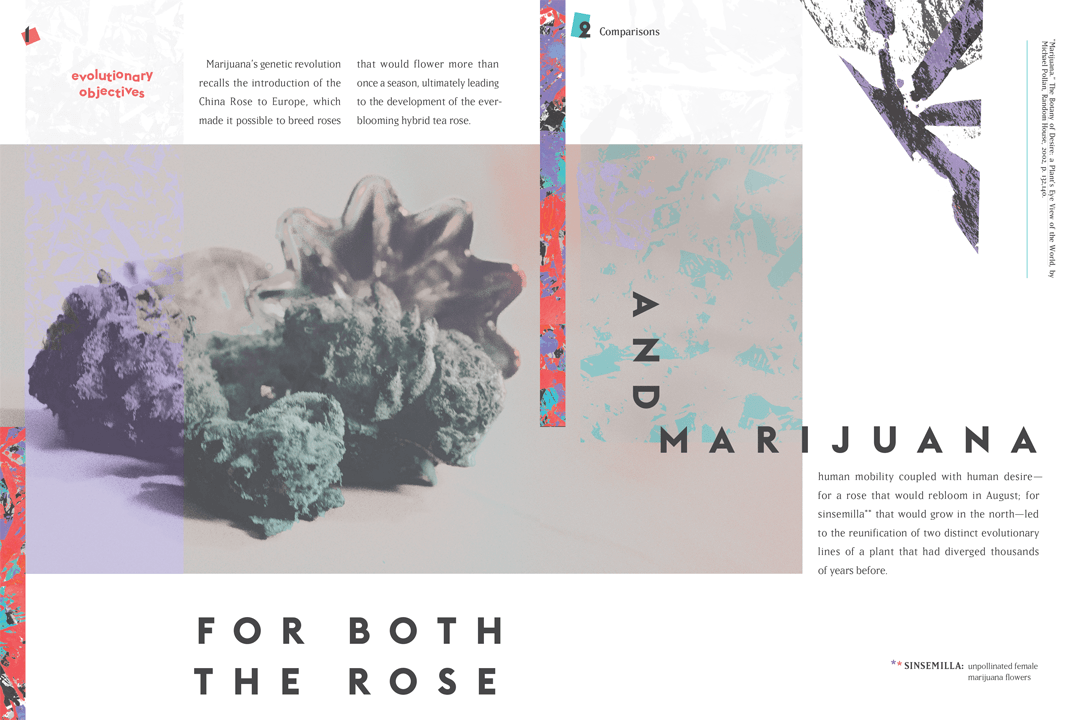 1
evolutionary
objectives
Marijuana's genetic revolution
recalls the introduction of the
China Rose to Europe, which
made it possible to breed roses
that would flower more than
once a season, ultimately leading
to the development of the ever-
blooming hybrid tea rose.
FOR BOTH
THE ROSE
2
Comparisons
AND
MARIJUANA
human mobility coupled with human desire—
for a rose that would rebloom in August; for
sinsemilla** that would grow in the north—led
to the reunification of two distinct evolutionary
lines of a plant that had diverged thousands
of years before.
"Marijuana." The Botany of Desire: a Plant's Eye View of the World, by
Michael Pollan, Random House, 2002, p. 132,140.
** SINSEMILLA: unpollinated female
marijuana flowers